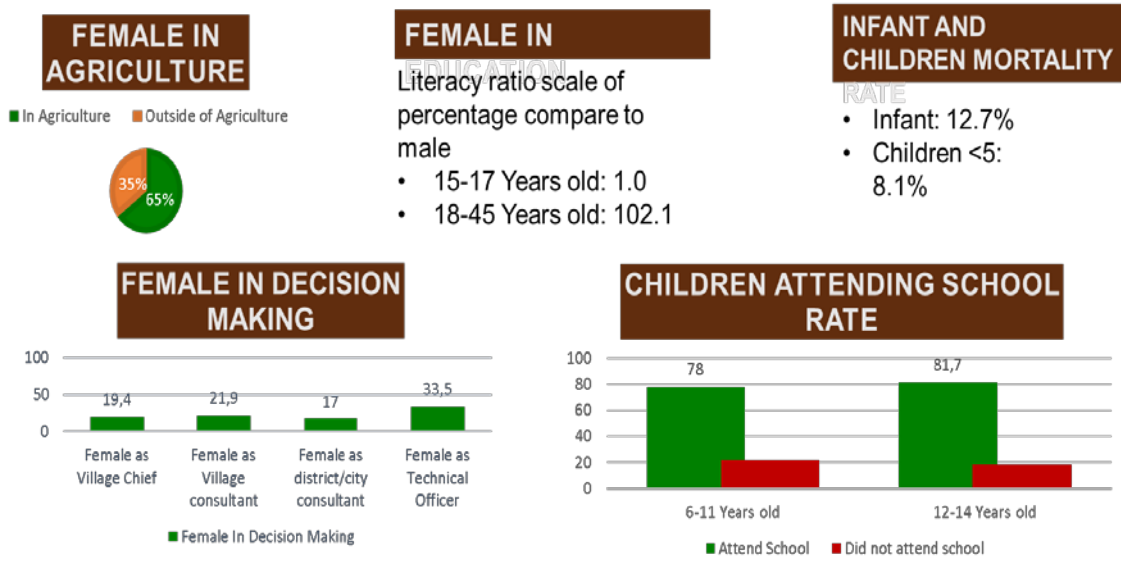 FEMALE IN
AGRICULTURE
In Agriculture
Outside of Agriculture
35%
65%
FEMALE IN
EDUCATION
Literacy ratio scale of
percentage compare to
male
• 15-17 Years old: 1.0
• 18-45 Years old: 102.1
INFANT AND
CHILDREN MORTALITY
RATE
• Infant: 12.7%
• Children <5:
8.1%
FEMALE IN DECISION
MAKING
100
50
0
19,4
21,9
17
33,5
Female as
Village Chief
Female as
Village
consultant
Female as
district/city
consultant
Female as
Technical
Officer
Female In Decision Making
CHILDREN ATTENDING SCHOOL
RATE
100
80
60
40
20
0
78
81,7
6-11 Years old
12-14 Years old
Attend School
Did not attend school